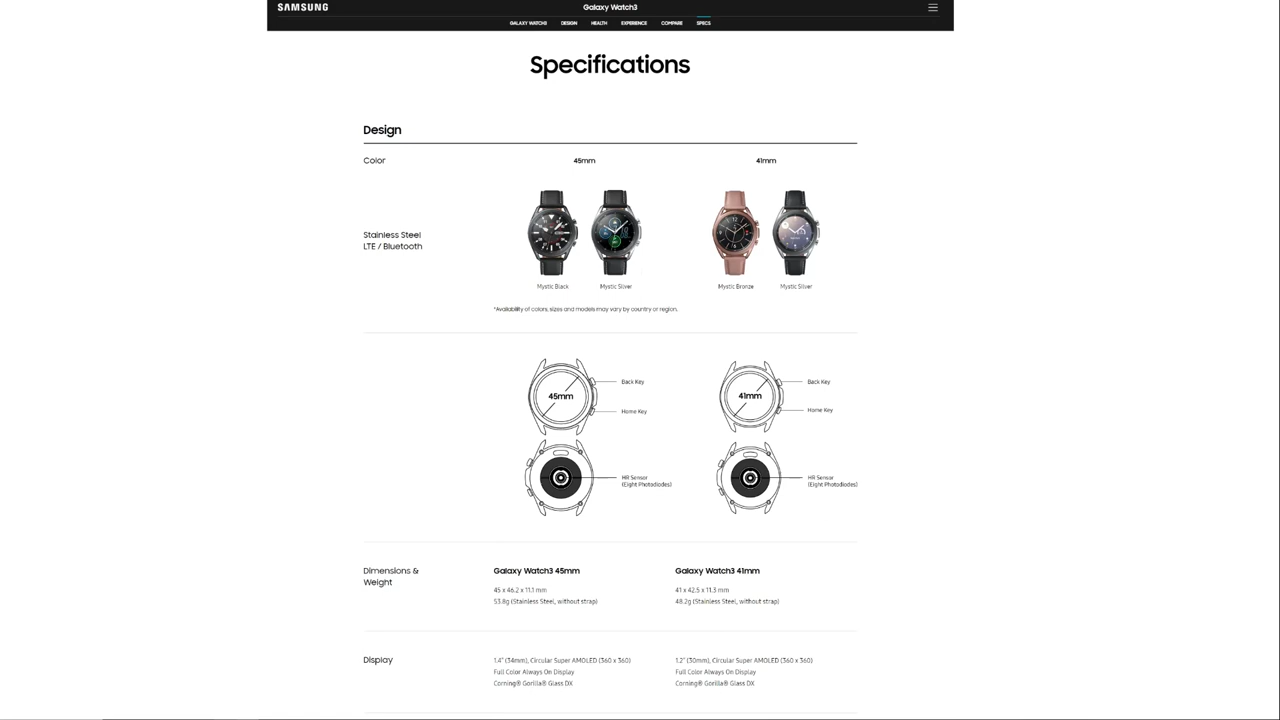 SAMSUNG
Galaxy Watch3
GALAXY WATCH3 DESIGN HEALTH EXPERIENCE COMPARE SPECS
Specifications
Design
Color 45mm 41mm
Stainless Steel
LTE / Bluetooth
Mystic Black Mystic Silver Mystic Bronze Mystic Silver
*Availability of colors, sizes and models may vary by country or region.
45mm
Back Key
Home Key
41mm
Back Key
Home Key
HR Sensor
(Eight Photodiodes)
HR Sensor
(Eight Photodiodes)
Dimensions &
Weight
Galaxy Watch3 45mm
45 x 46.2 x 11.1 mm
53.8g (Stainless Steel, without strap)
Galaxy Watch3 41mm
41 x 42.5 x 11.3 mm
48.2g (Stainless Steel, without strap)
Display
1.4" (34mm), Circular Super AMOLED (360 x 360)
Full Color Always On Display
Corning® Gorilla® Glass DX
1.2" (30mm), Circular Super AMOLED (360 x 360)
Full Color Always On Display
Corning® Gorilla® Glass DX